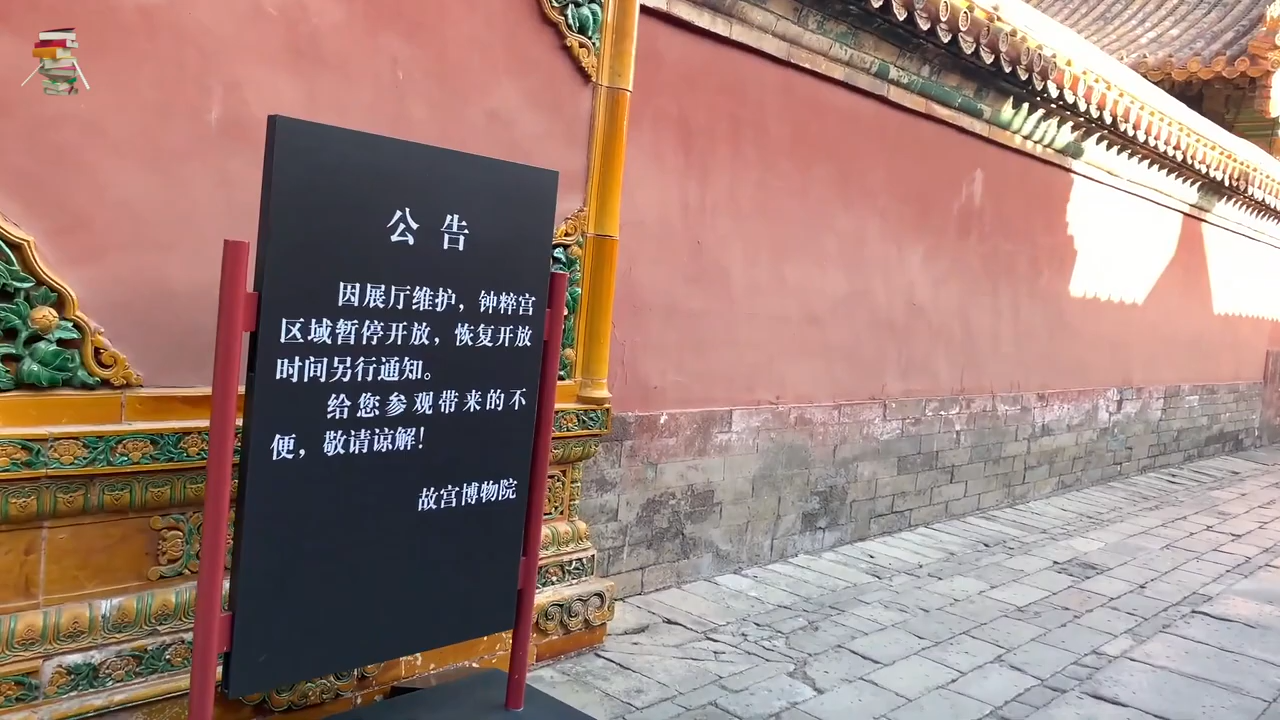 公告
因展厅维护，钟粹宫
区域暂停开放，恢复开放
时间另行通知。
给您参观带来的不
便，敬请谅解！
故宫博物院